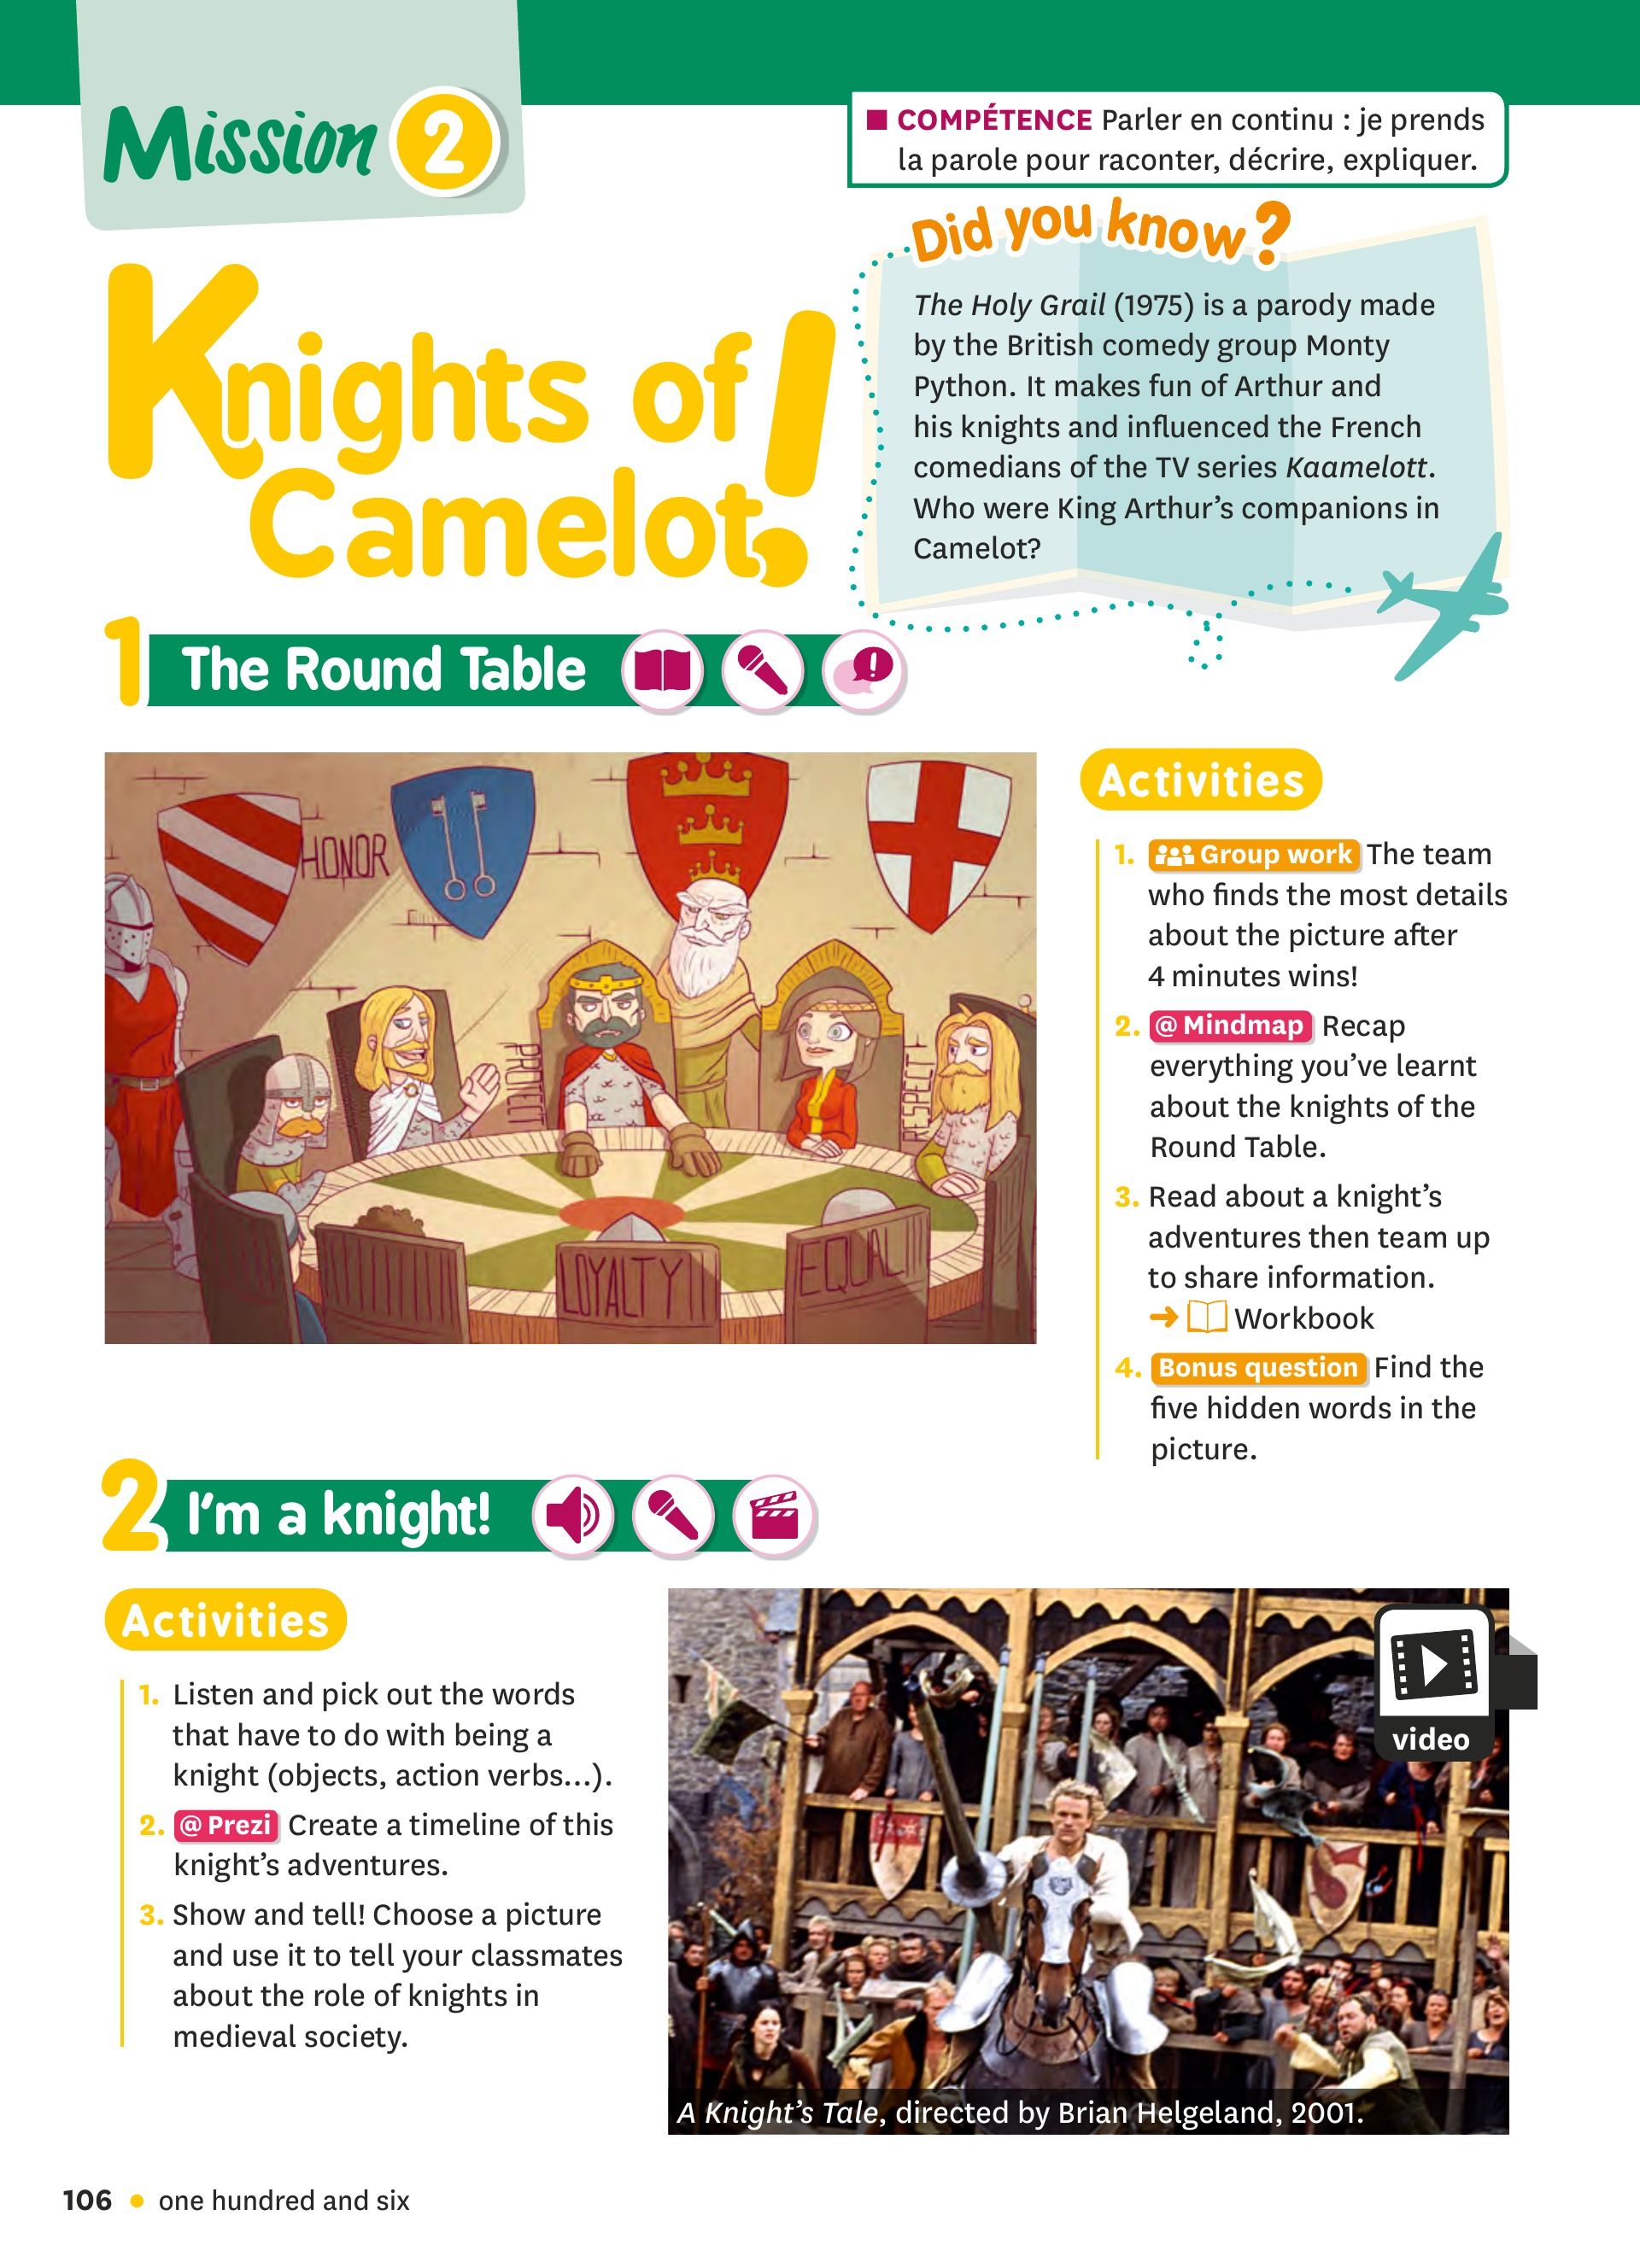 Mission 2
■ COMPÉTENCE Parler en continu : je prends
la parole pour raconter, décrire, expliquer.
Knights of
Camelot!
Did you know?
The Holy Grail (1975) is a parody made
by the British comedy group Monty
Python. It makes fun of Arthur and
his knights and influenced the French
comedians of the TV series Kaamelott.
Who were King Arthur's companions in
Camelot?
1 The Round Table
HONOR
PROTECT
RESPECT
LOYALTY
EQUAL
Activities
1. Group work The team
who finds the most details
about the picture after
4 minutes wins!
2. @ Mindmap Recap
everything you've learnt
about the knights of the
Round Table.
3. Read about a knight's
adventures then team up
to share information.
➜ Workbook
4. Bonus question Find the
five hidden words in the
picture.
2 I'm a knight!
Activities
1. Listen and pick out the words
that have to do with being a
knight (objects, action verbs...).
2. @ Prezi Create a timeline of this
knight's adventures.
3. Show and tell! Choose a picture
and use it to tell your classmates
about the role of knights in
medieval society.
video
A Knight's Tale, directed by Brian Helgeland, 2001.
106 • one hundred and six